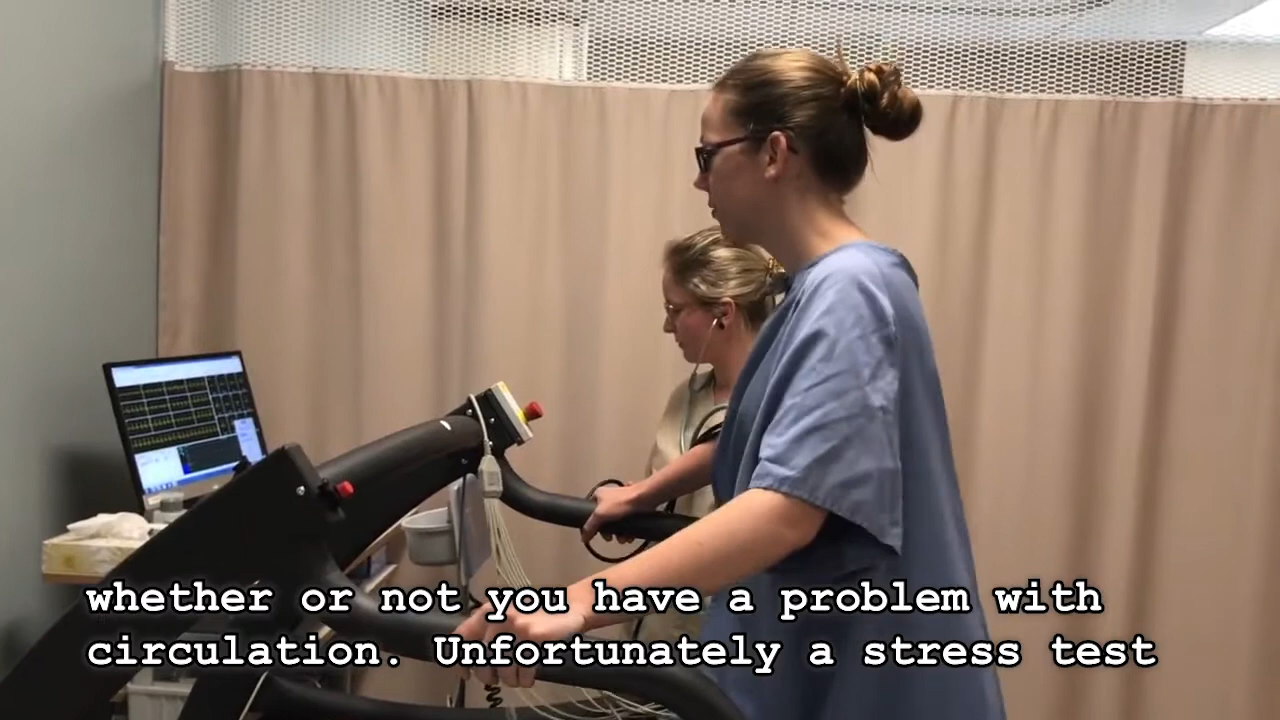 whether or not you have a problem with
circulation. Unfortunately a stress test